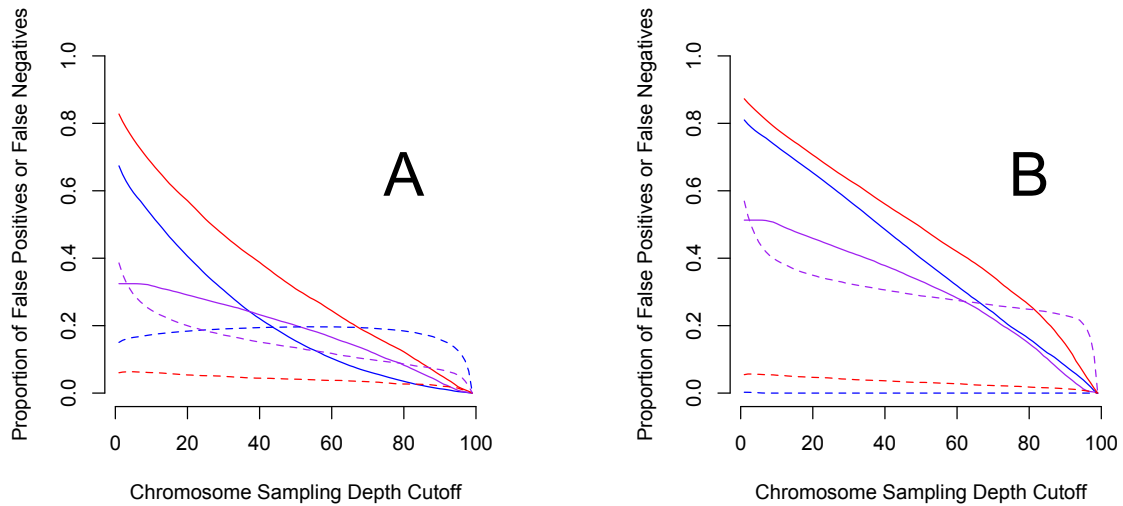 Proportion of False Positives or False Negatives
1.0
0.8
0.6
0.4
0.2
0.0
A
0 20 40 60 80 100
Chromosome Sampling Depth Cutoff
Proportion of False Positives or False Negatives
1.0
0.8
0.6
0.4
0.2
0.0
B
0 20 40 60 80 100
Chromosome Sampling Depth Cutoff